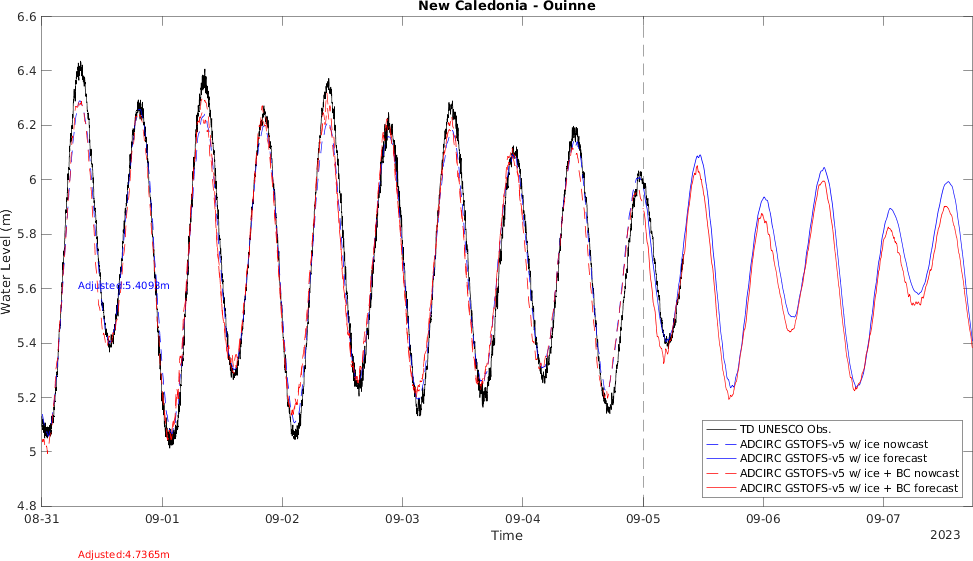 New Caledonia - Ouinne
6.6
6.4
6.2
6
5.8
5.6
5.4
5.2
5
4.8
Water Level (m)
Adjusted:5.4093m
TD UNESCO Obs.
ADCIRC GSTOFS-v5 w/ ice nowcast
ADCIRC GSTOFS-v5 w/ ice forecast
ADCIRC GSTOFS-v5 w/ ice + BC nowcast
ADCIRC GSTOFS-v5 w/ ice + BC forecast
08-31 09-01 09-02 09-03 09-04 09-05 09-06 09-07
Time
2023
Adjusted:4.7365m